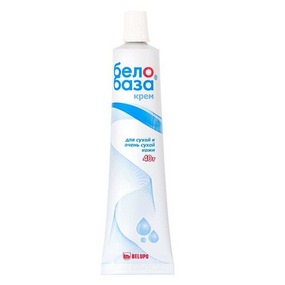 бело
база®
крем
для сухой и
очень сухой
кожи
40г
BELUPO